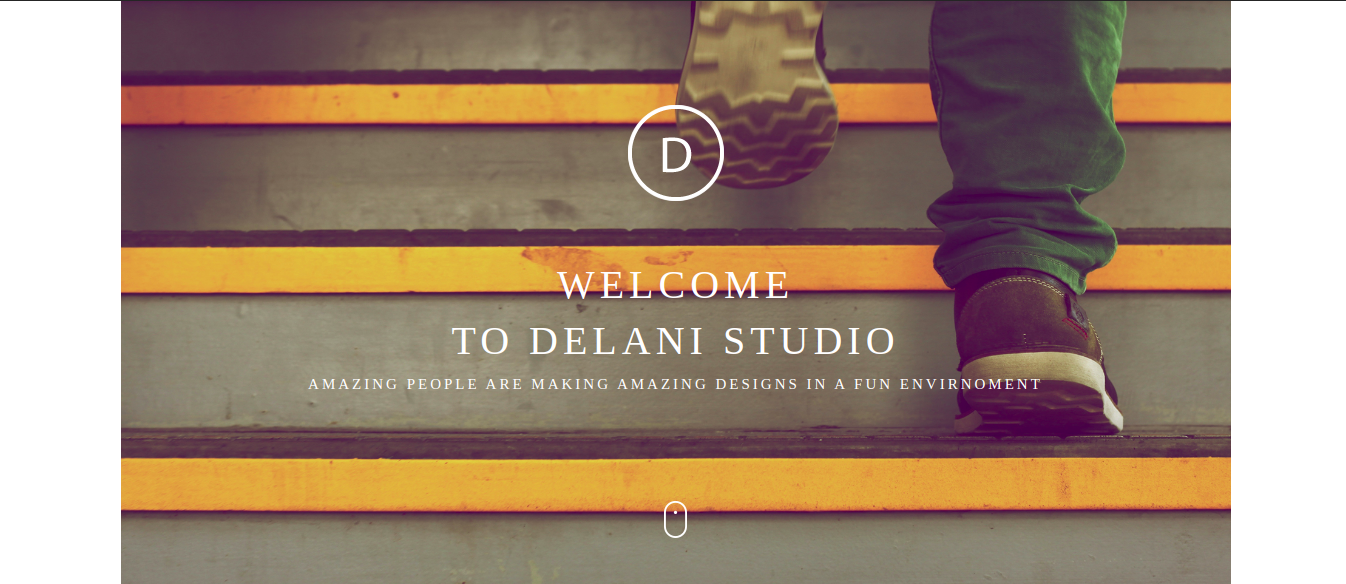 D
WELCOME
TO DELANI STUDIO
AMAZING PEOPLE ARE MAKING AMAZING DESIGNS IN A FUN ENVIRNOMENT